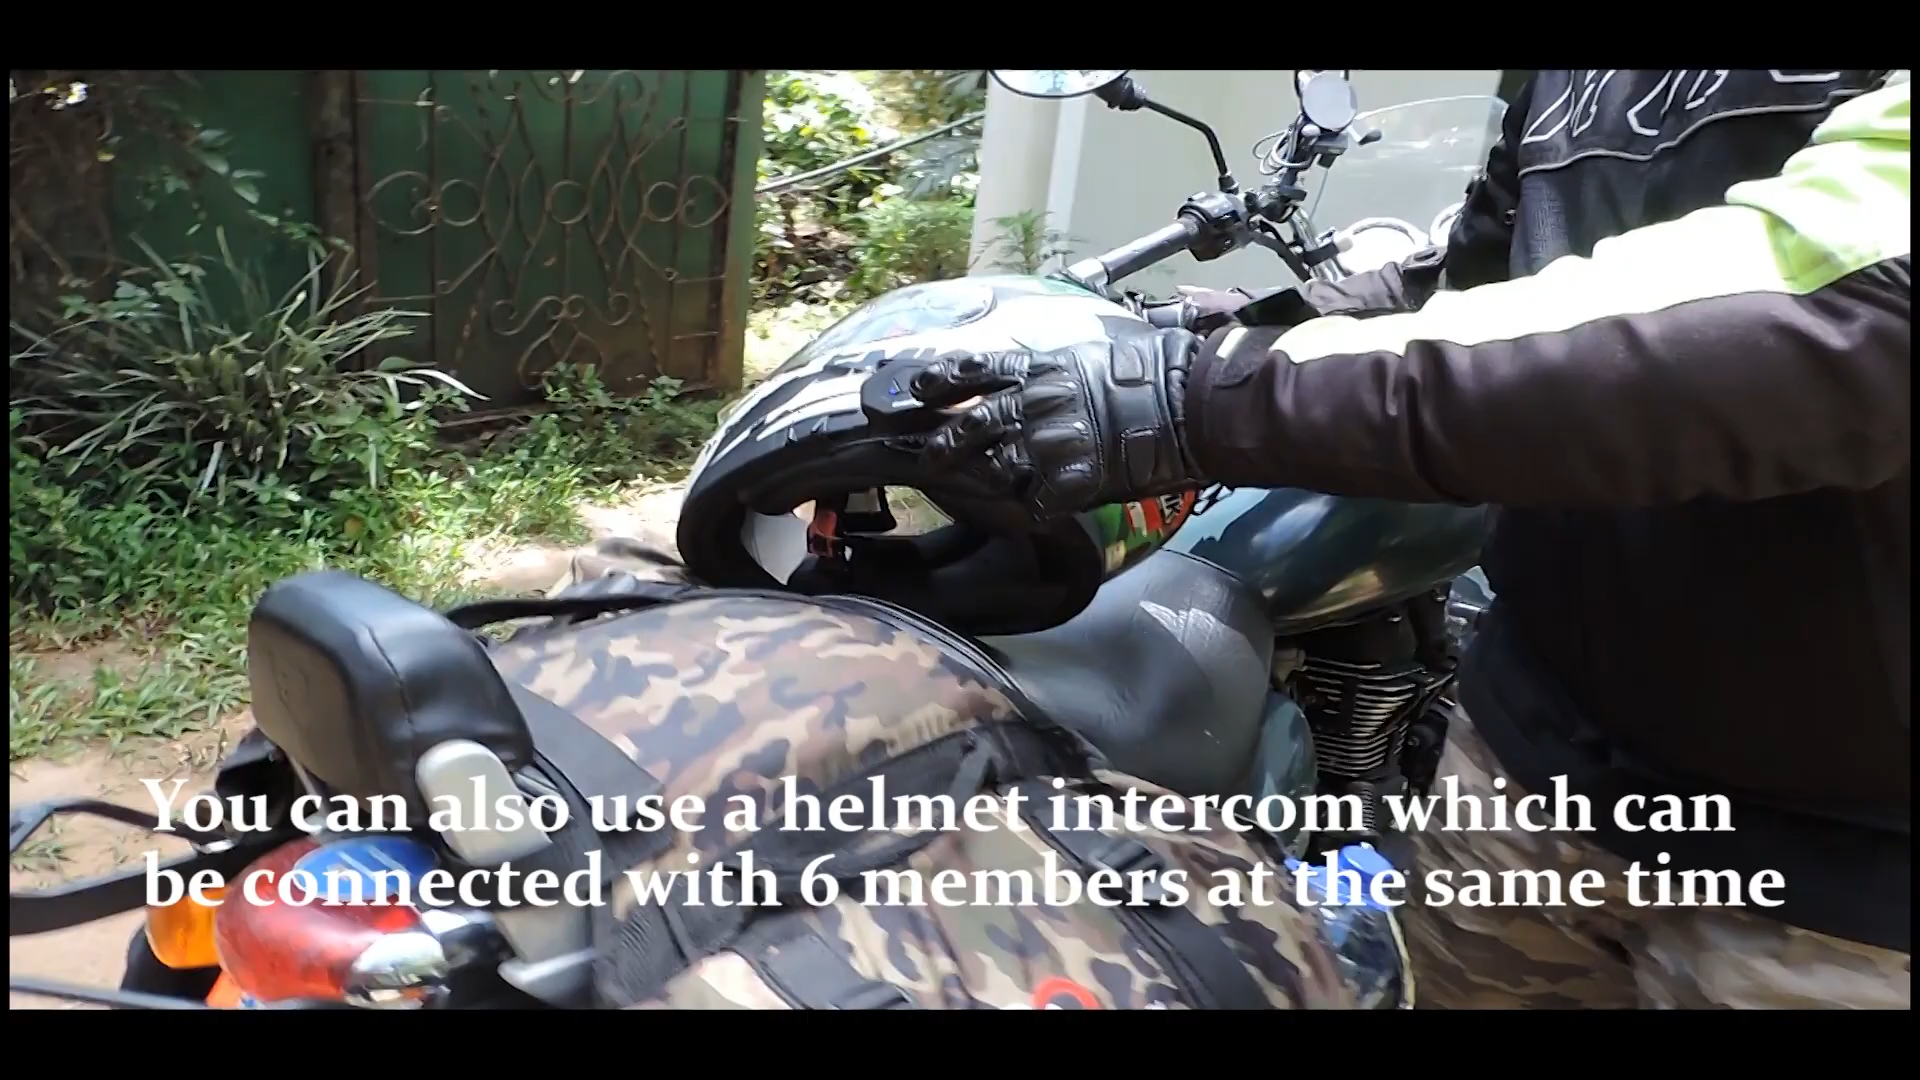 You can also use a helmet intercom which can
be connected with 6 members at the same time